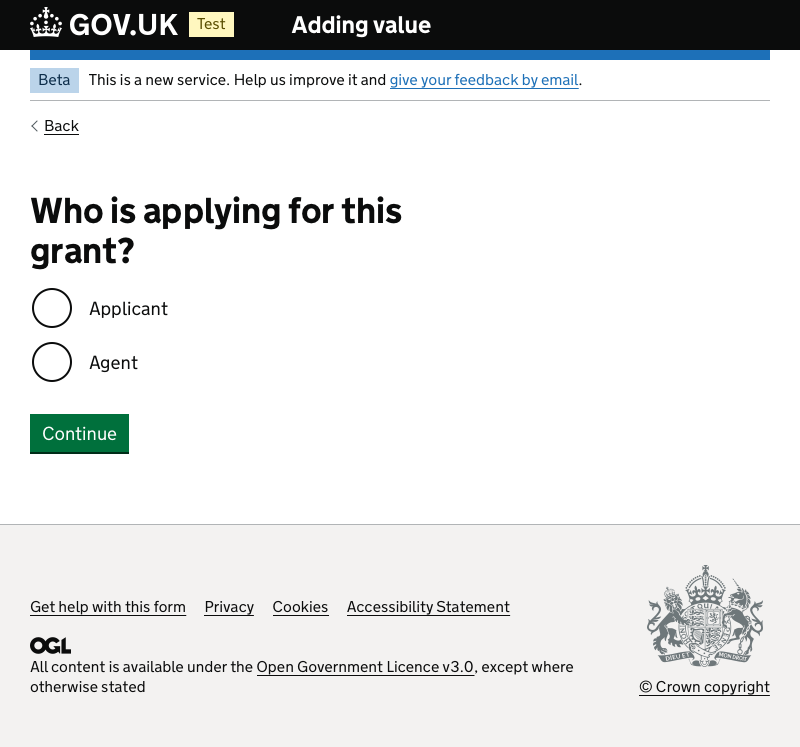 GOV.UK Test Adding value
Beta This is a new service. Help us improve it and give your feedback by email.
Back
Who is applying for this
grant?
Applicant
Agent
Continue
Get help with this form Privacy Cookies Accessibility Statement
OGL
All content is available under the Open Government Licence v3.0, except where
otherwise stated
© Crown copyright